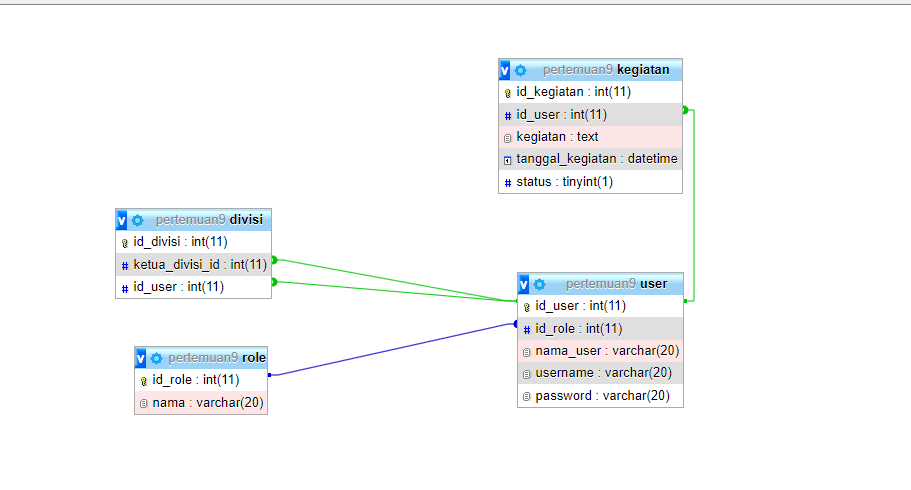 pertemuan9 kegiatan
id_kegiatan : int(11)
id_user : int(11)
kegiatan : text
tanggal_kegiatan : datetime
status : tinyint(1)
pertemuan9 divisi
id_divisi : int(11)
ketua_divisi_id : int(11)
id_user : int(11)
pertemuan9 user
id_user : int(11)
id_role : int(11)
nama_user : varchar(20)
username : varchar(20)
password : varchar(20)
pertemuan9 role
id_role : int(11)
nama : varchar(20)